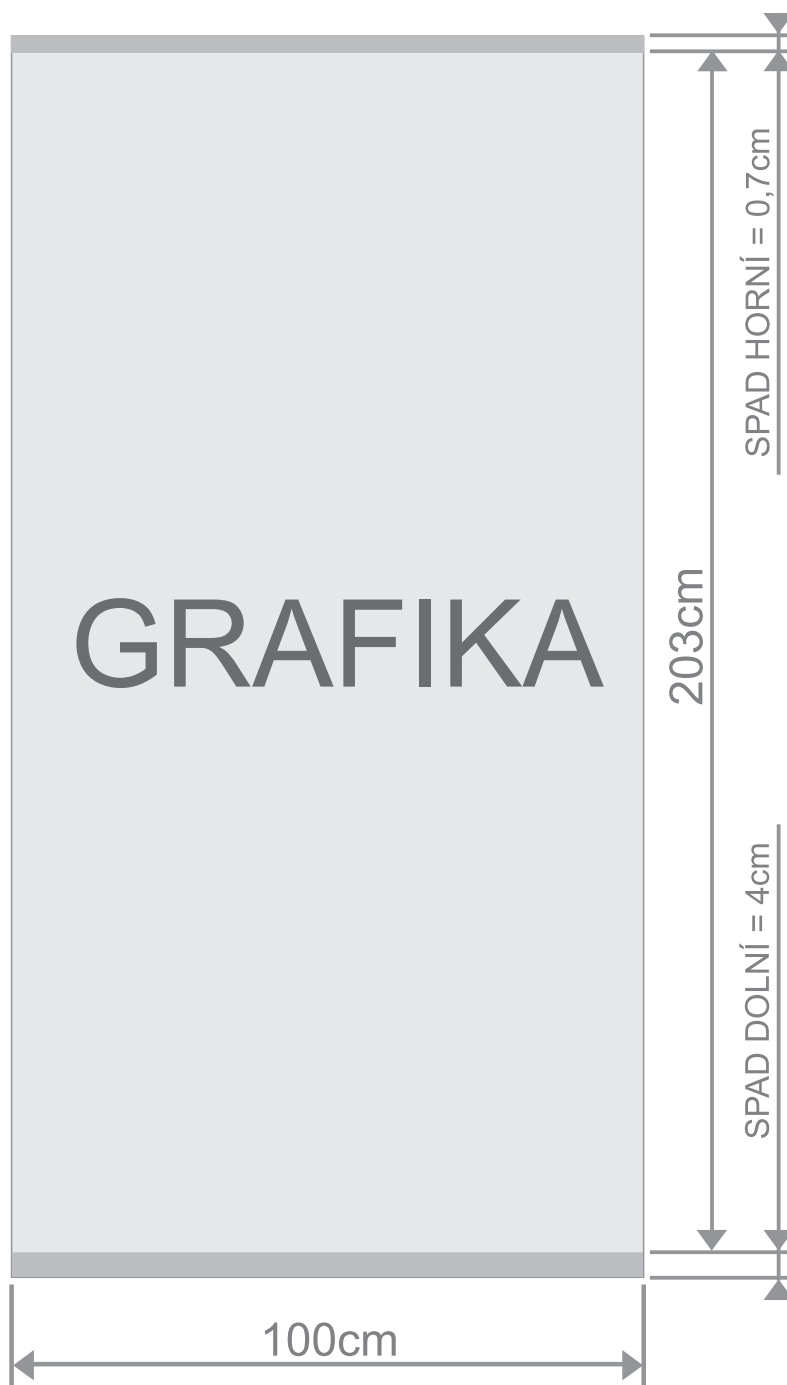 SPAD HORNÍ = 0,7cm
GRAFIKA
203cm
SPAD DOLNÍ = 4cm
100cm